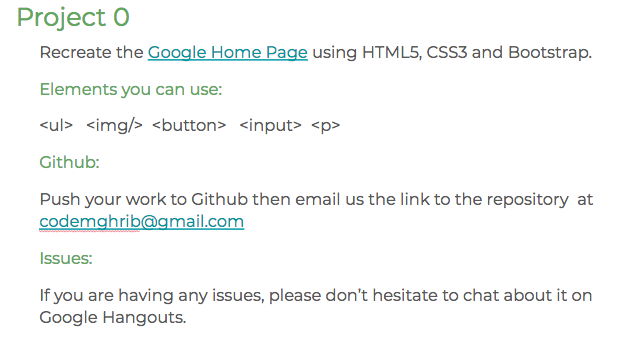 Project 0
Recreate the Google Home Page using HTML5, CSS3 and Bootstrap.
Elements you can use:
<ul>   <img/>  <button>   <input>  <p>
Github:
Push your work to Github then email us the link to the repository  at
codemghrib@gmail.com
Issues:
If you are having any issues, please don’t hesitate to chat about it on
Google Hangouts.